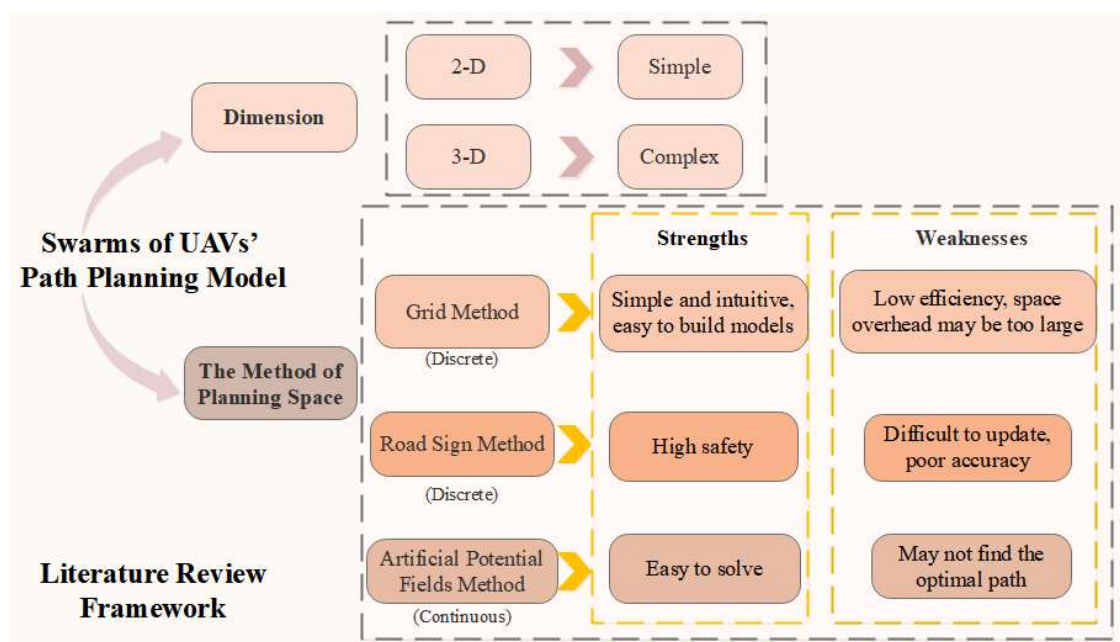 2-D
Simple
Dimension
3-D
Complex
Swarms of UAVs’
Path Planning Model
Strengths
Weaknesses
Grid Method
(Discrete)
Simple and intuitive,
easy to build models
Low efficiency, space
overhead may be too large
The Method of
Planning Space
Road Sign Method
(Discrete)
High safety
Difficult to update,
poor accuracy
Artificial Potential
Fields Method
(Continuous)
Easy to solve
May not find the
optimal path
Literature Review
Framework